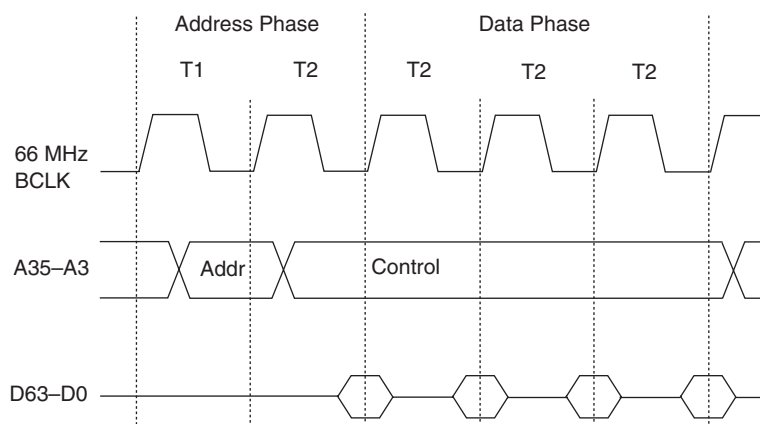 Address Phase Data Phase
T1 T2 T2 T2 T2
66 MHz
BCLK
A35–A3 Addr Control
D63–D0